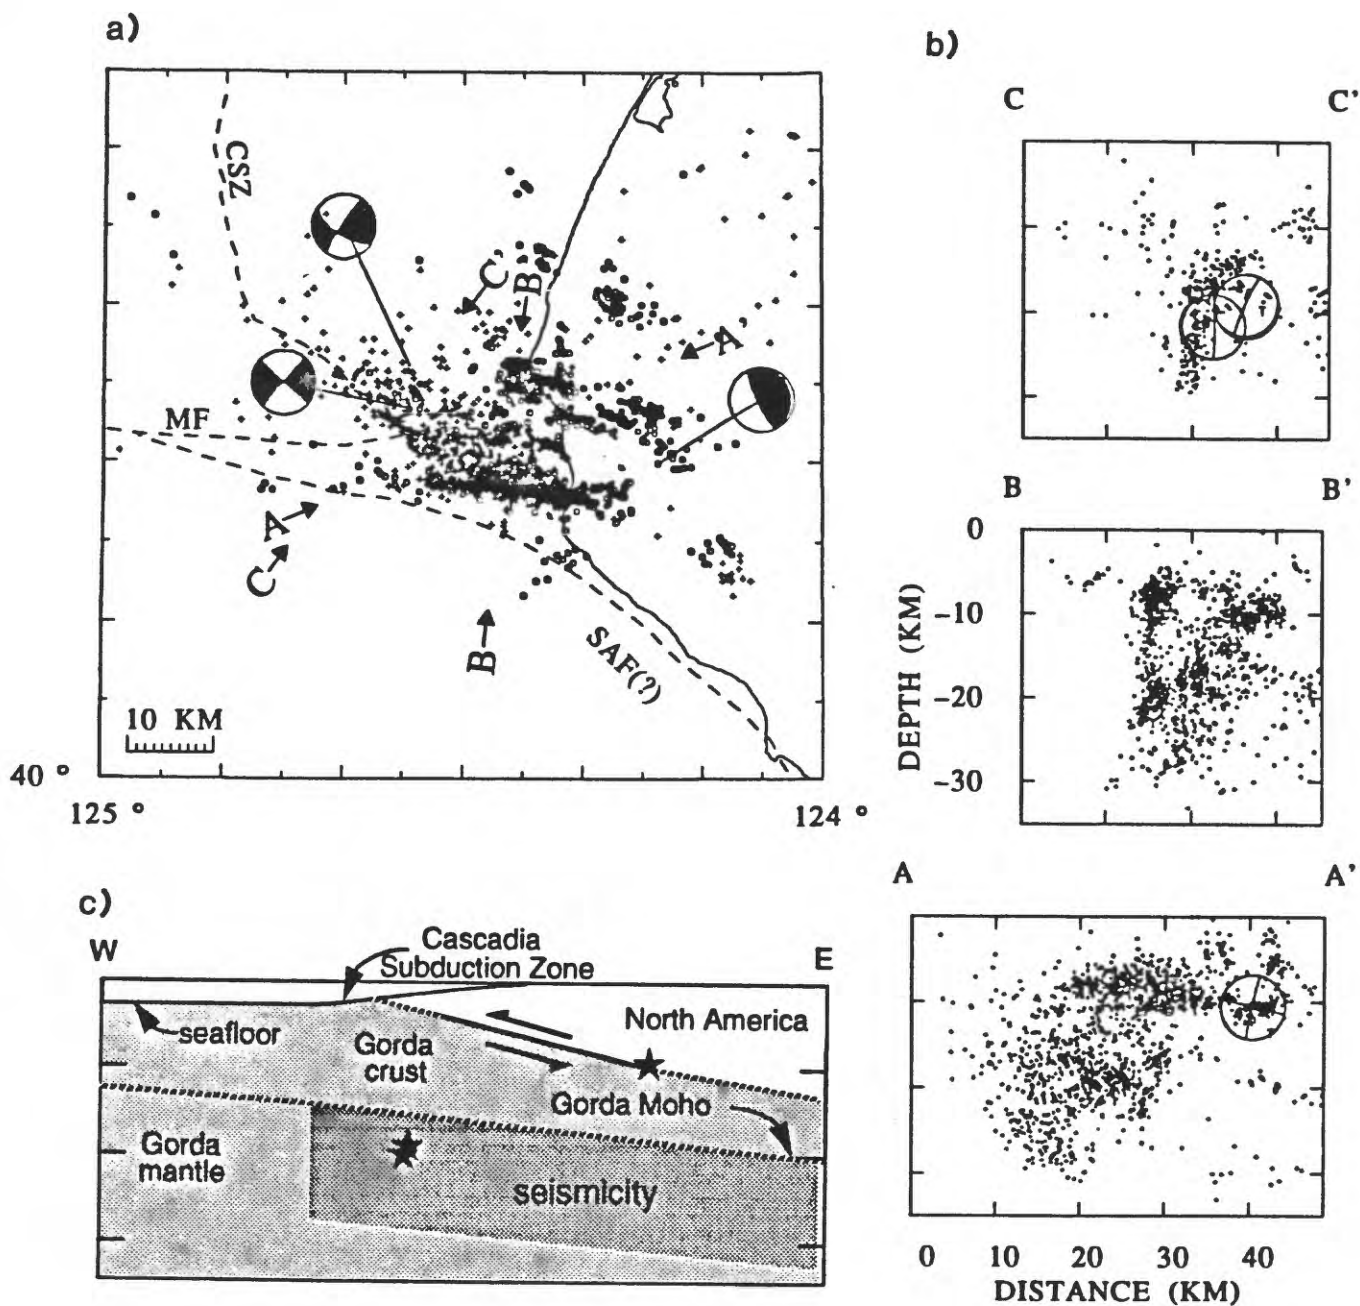 a)
CSZ
C'
B'
A'
MF
A
C
B
SAF(?)
10 KM
40 °
125 °
124 °
b)
C C'
B B'
0
-10
-20
-30
DEPTH (KM)
A A'
0 10 20 30 40
DISTANCE (KM)
c)
W E
Cascadia
Subduction Zone
seafloor
North America
Gorda
crust
Gorda Moho
Gorda
mantle
seismicity